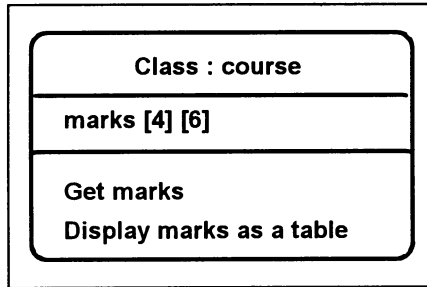 Class : course
marks [4] [6]
Get marks
Display marks as a table